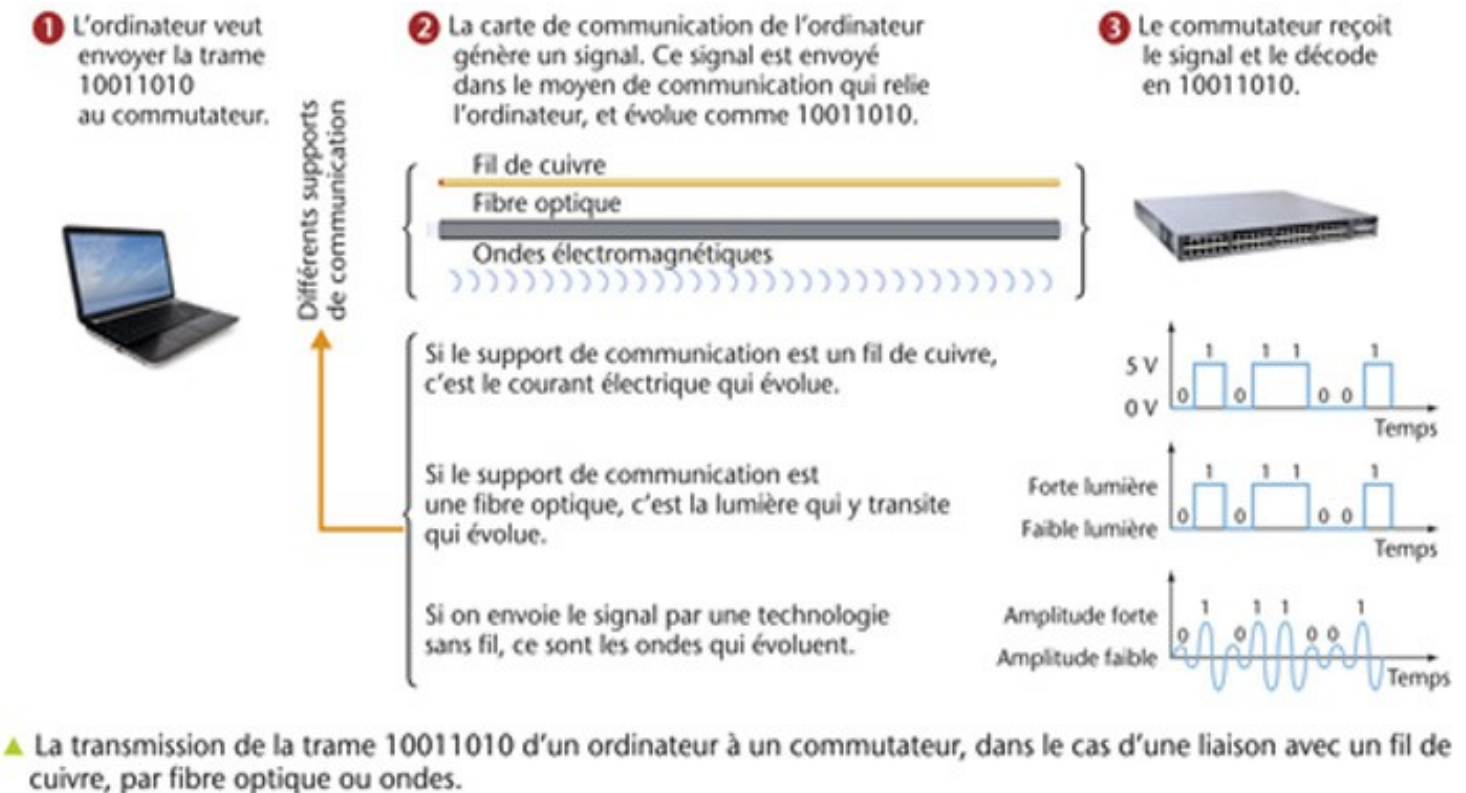 1 L'ordinateur veut
envoyer la trame
10011010
au commutateur.
2 La carte de communication de l'ordinateur
génère un signal. Ce signal est envoyé
dans le moyen de communication qui relie
l'ordinateur, et évolue comme 10011010.
3 Le commutateur reçoit
le signal et le décode
en 10011010.
Différents supports
de communication
Fil de cuivre
Fibre optique
Ondes électromagnétiques
Si le support de communication est un fil de cuivre,
c'est le courant électrique qui évolue.
5 V
0 V
0 1 0 1 1 0 0 1
Temps
Si le support de communication est
une fibre optique, c'est la lumière qui y transite
qui évolue.
Forte lumière
Faible lumière
0 1 0 1 1 0 0 1
Temps
Si on envoie le signal par une technologie
sans fil, ce sont les ondes qui évoluent.
Amplitude forte
Amplitude faible
0 1 0 1 1 0 0 1
Temps
La transmission de la trame 10011010 d'un ordinateur à un commutateur, dans le cas d'une liaison avec un fil de
cuivre, par fibre optique ou ondes.